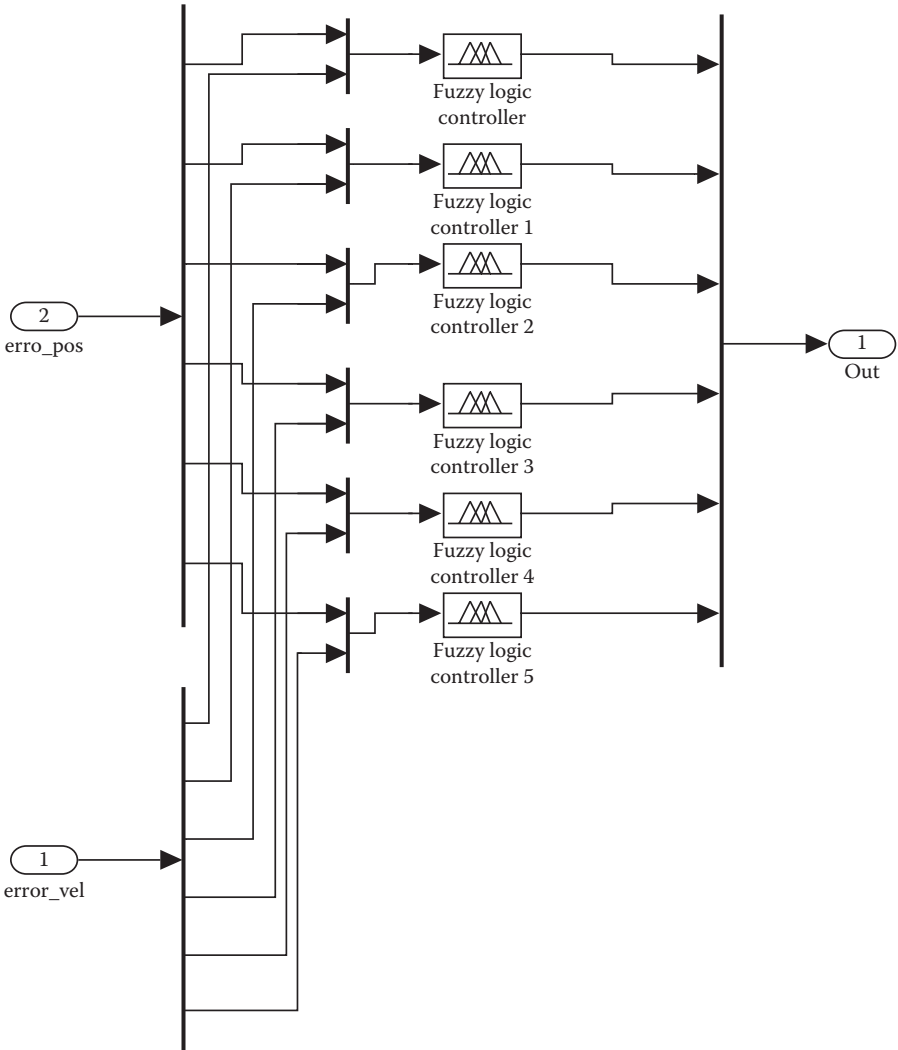 Fuzzy logic
controller
Fuzzy logic
controller 1
Fuzzy logic
controller 2
2
erro_pos
1
Out
Fuzzy logic
controller 3
Fuzzy logic
controller 4
Fuzzy logic
controller 5
1
error_vel